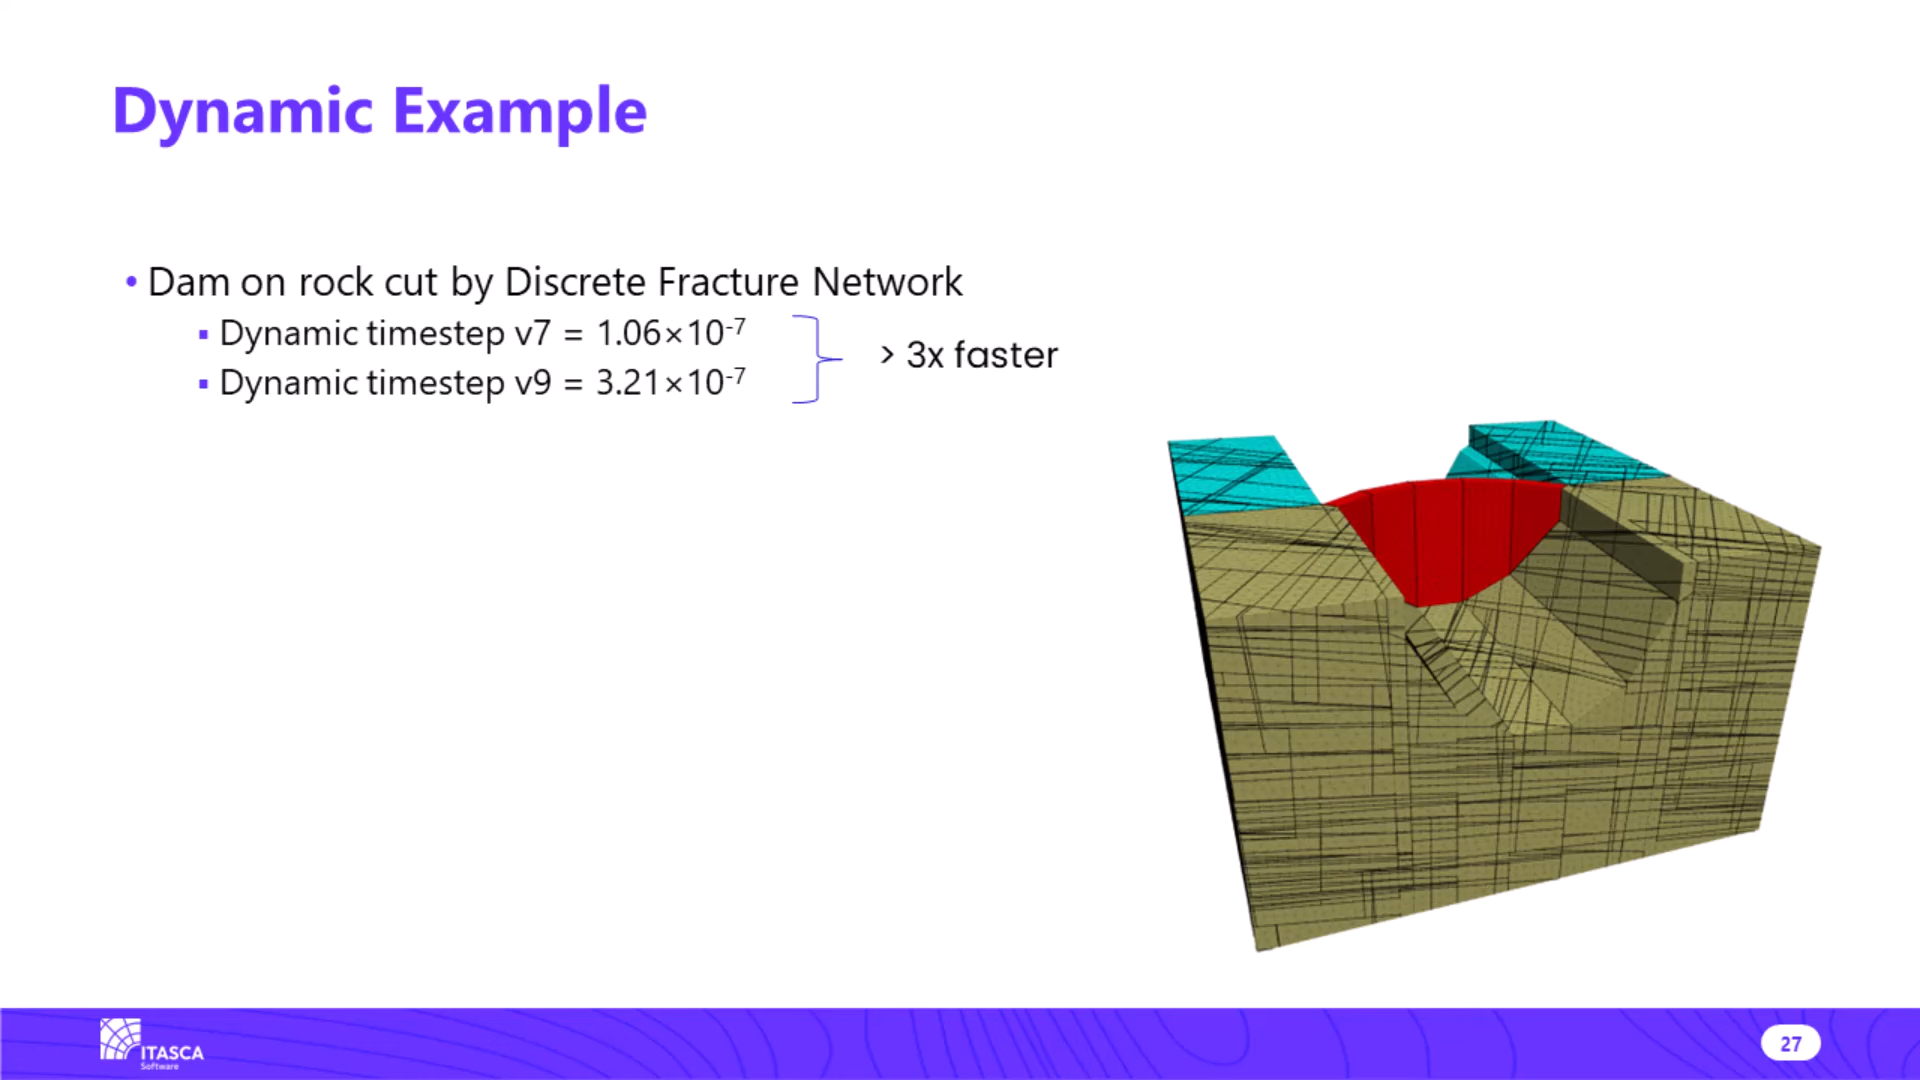 Dynamic Example
• Dam on rock cut by Discrete Fracture Network
▪ Dynamic timestep v7 = 1.06×10⁻⁷
▪ Dynamic timestep v9 = 3.21×10⁻⁷
> 3x faster
ITASCA
Software
27